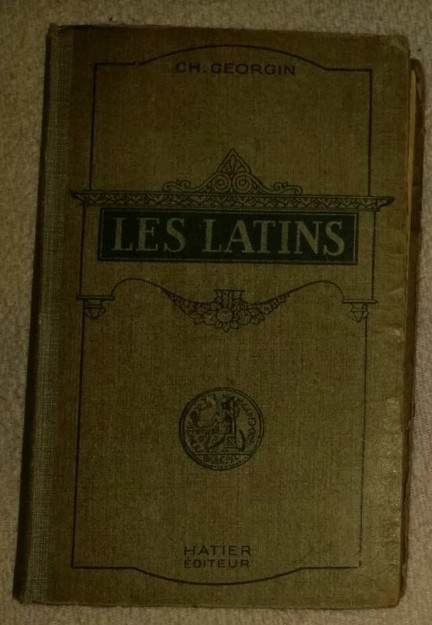 CH. GEORGIN
LES LATINS
HATIER
ÉDITEUR